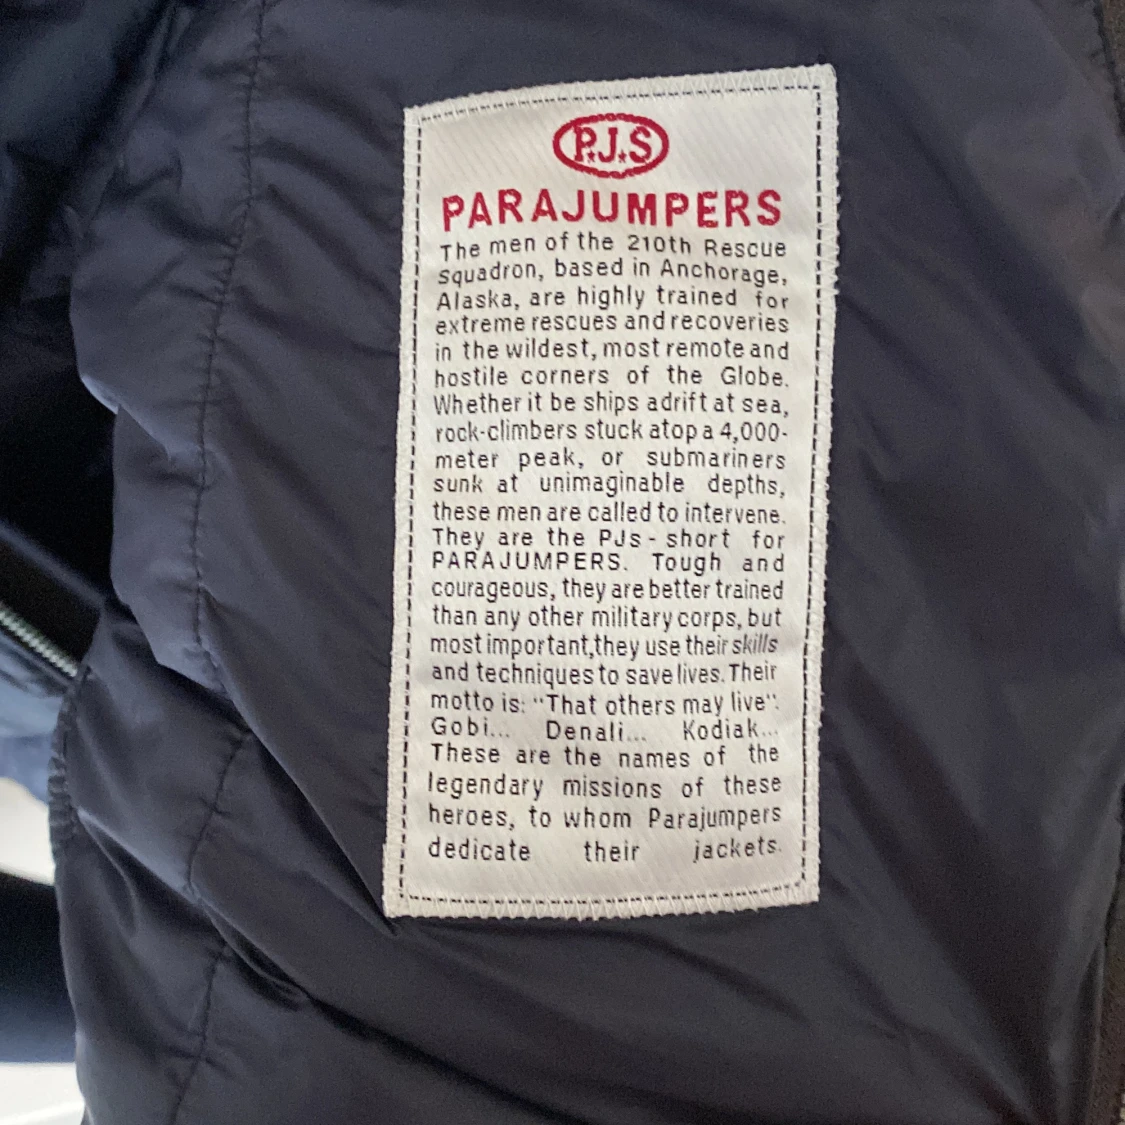 P.J.S
PARAJUMPERS
The men of the 210th Rescue
Squadron, based in Anchorage,
Alaska, are highly trained for
extreme rescues and recoveries
in the wildest, most remote and
hostile corners of the Globe.
Whether it be ships adrift at sea,
rock-climbers stuck atop a 4,000-
meter peak, or submariners
sunk at unimaginable depths,
these men are called to intervene.
They are the PJs - short for
PARAJUMPERS. Tough and
courageous, they are better trained
than any other military corps, but
most important,they use their skills
and techniques to save lives. Their
motto is: "That others may live".
Gobi... Denali... Kodiak...
These are the names of the
legendary missions of these
heroes, to whom Parajumpers
dedicate their jackets.